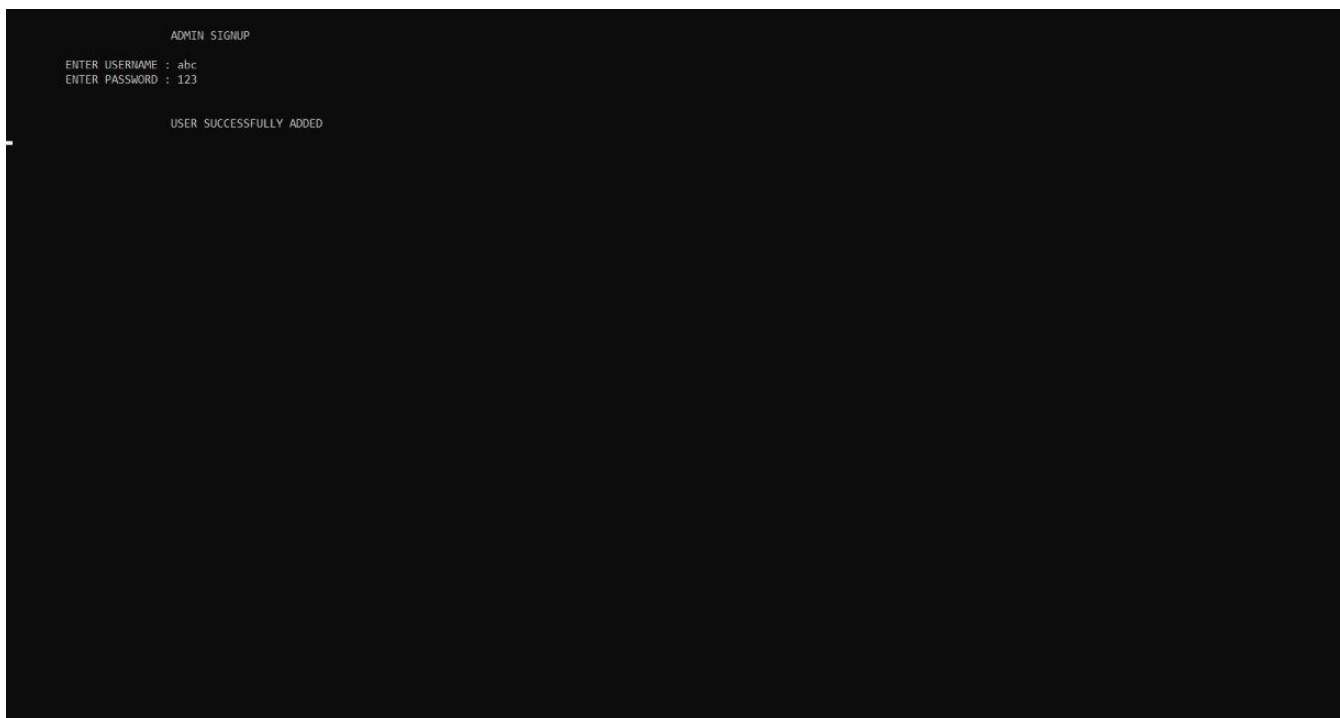 ADMIN SIGNUP
ENTER USERNAME : abc
ENTER PASSWORD : 123
USER SUCCESSFULLY ADDED